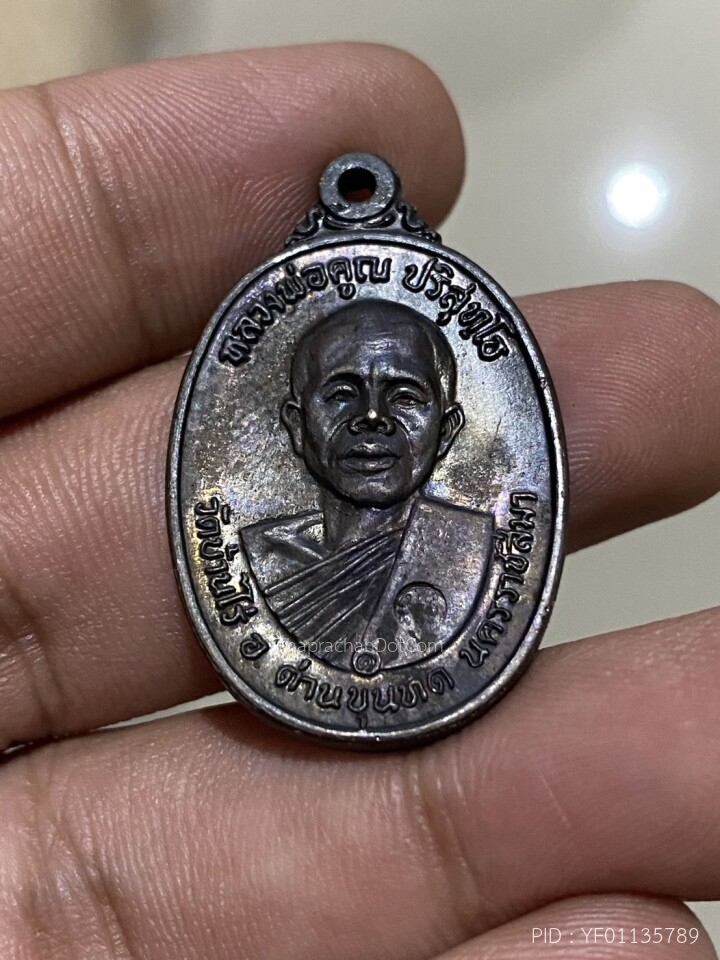 หลวงพ่อคูณ ปริสุทฺโธ
วัดบ้านไร่ อ. ด่านขุนทด นครราชสีมา
๑
ThaprachanDotCom
PID : YF01135789